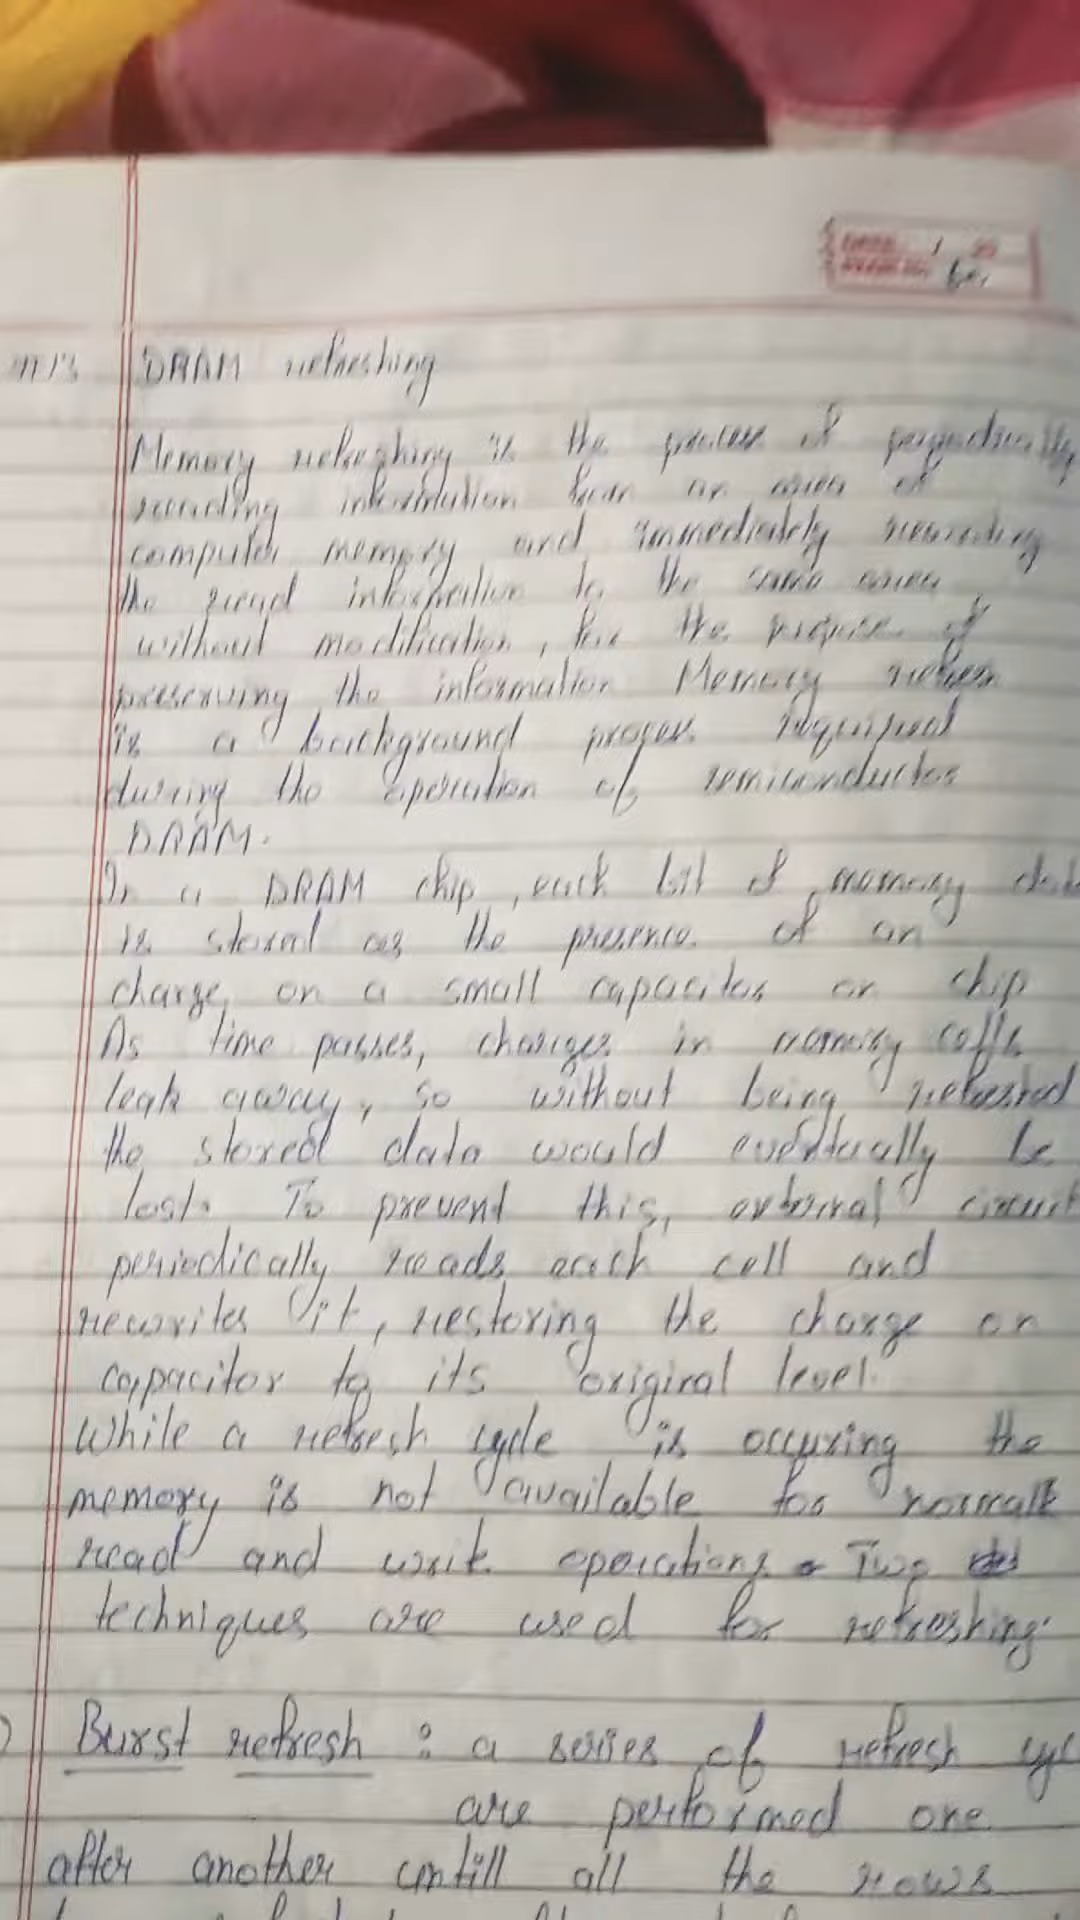 DATE
DRAM refreshing
Memory refreshing is the process of
reading information from an area of
computer memory and immediately rewriting
the read information to the same area
without modification, for the purpose of
preserving the information Memory refresh
is a background process required
during the operation of semiconductor
DRAM.
In a DRAM chip, each bit of memory data
is stored as the presence of an
charge on a small capacitor on chip
As time passes, charges in memory cells
leak away, so without being refreshed
the stored data would eventually be
lost. To prevent this, external circuit
periodically reads each cell and
rewrites it, restoring the charge on
capacitor to its original level.
While a refresh cycle is occuring the
memory is not available for normal
read and write operations. Two
techniques are used for refreshing.
Burst refresh : a series of refresh cycl
are performed one
after another untill all the rows